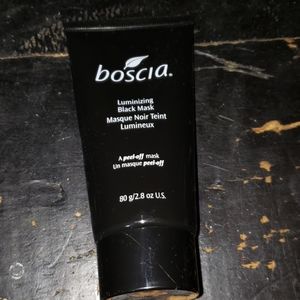 boscia.
Luminizing
Black Mask
Masque Noir Teint
Lumineux
A peel-off mask
Un masque peel-off
80 g/2.8 oz U.S.